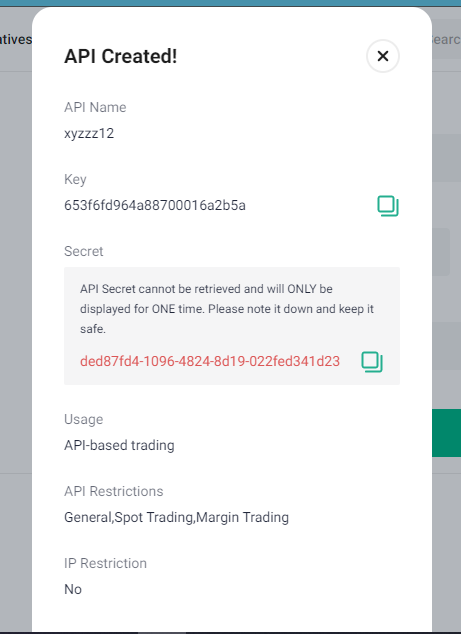 API Created!
API Name
xyzzz12
Key
653f6fd964a88700016a2b5a
Secret
API Secret cannot be retrieved and will ONLY be
displayed for ONE time. Please note it down and keep it
safe.
ded87fd4-1096-4824-8d19-022fed341d23
Usage
API-based trading
API Restrictions
General,Spot Trading,Margin Trading
IP Restriction
No